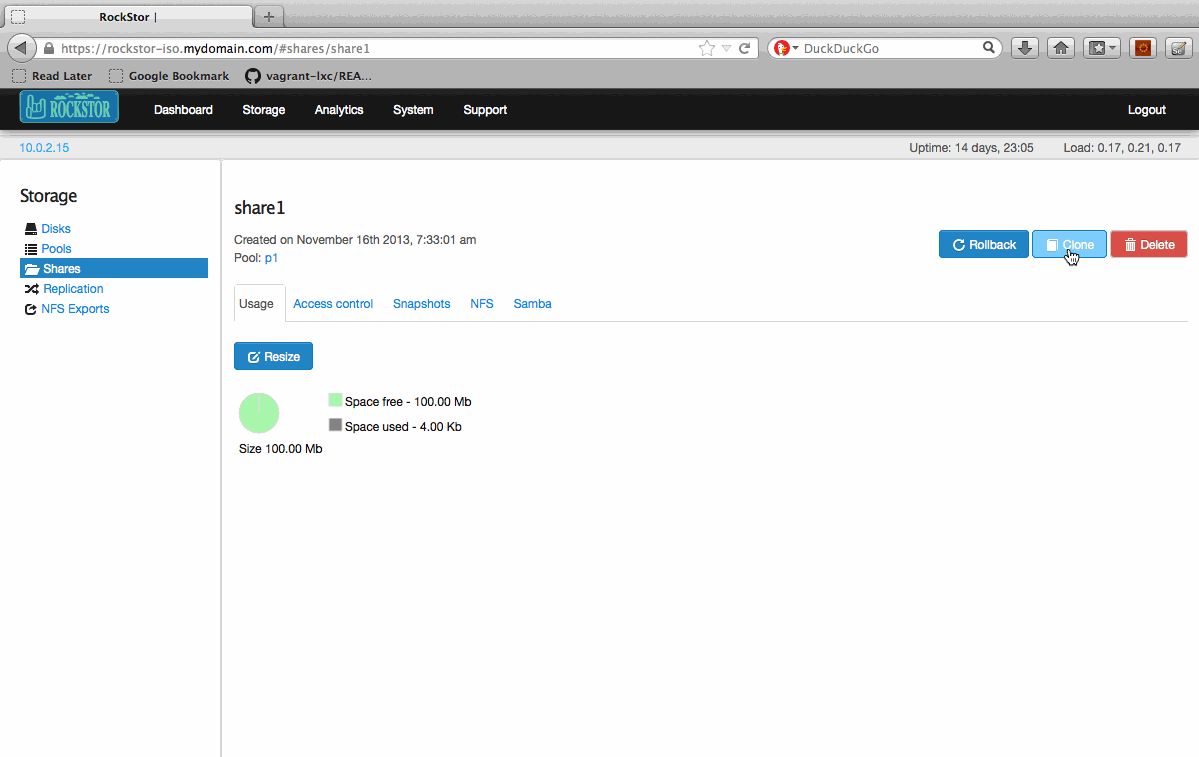 RockStor |
https://rockstor-iso.mydomain.com/#shares/share1
DuckDuckGo
Read Later
Google Bookmark
vagrant-lxc/REA...
ROCKSTOR
Dashboard
Storage
Analytics
System
Support
Logout
10.0.2.15
Uptime: 14 days, 23:05
Load: 0.17, 0.21, 0.17
Storage
Disks
Pools
Shares
Replication
NFS Exports
share1
Created on November 16th 2013, 7:33:01 am
Pool: p1
Rollback
Clone
Delete
Usage
Access control
Snapshots
NFS
Samba
Resize
Space free - 100.00 Mb
Space used - 4.00 Kb
Size 100.00 Mb